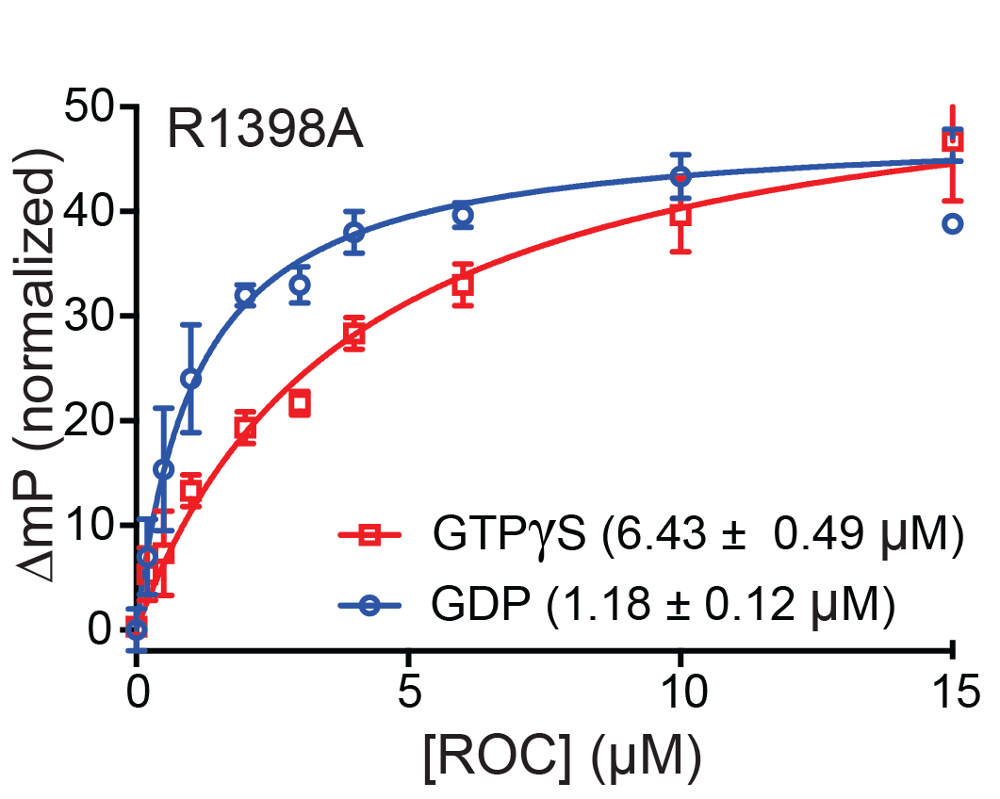 R1398A
ΔmP (normalized)
50
40
30
20
10
0
GTPγS (6.43 ± 0.49 μM)
GDP (1.18 ± 0.12 μM)
0 5 10 15
[ROC] (μM)